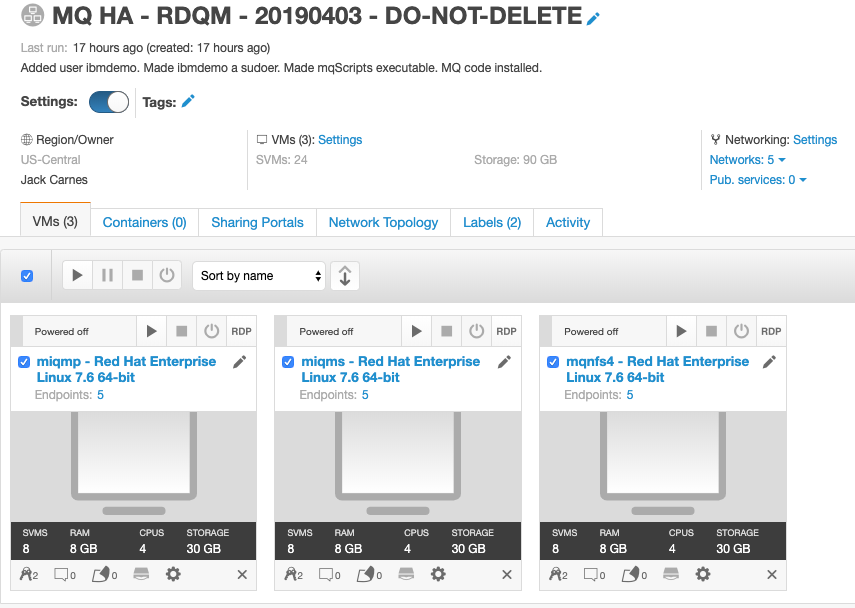 MQ HA - RDQM - 20190403 - DO-NOT-DELETE
Last run: 17 hours ago (created: 17 hours ago)
Added user ibmdemo. Made ibmdemo a sudoer. Made mqScripts executable. MQ code installed.
Settings: Tags:
Region/Owner
US-Central
Jack Carnes
VMs (3): Settings
SVMs: 24 Storage: 90 GB
Networking: Settings
Networks: 5
Pub. services: 0
VMs (3) Containers (0) Sharing Portals Network Topology Labels (2) Activity
Sort by name
Powered off RDP
miqmp - Red Hat Enterprise
Linux 7.6 64-bit
Endpoints: 5
SVMS RAM CPUS STORAGE
8 8 GB 4 30 GB
2 0 0
Powered off RDP
miqms - Red Hat Enterprise
Linux 7.6 64-bit
Endpoints: 5
SVMS RAM CPUS STORAGE
8 8 GB 4 30 GB
2 0 0
Powered off RDP
mqnfs4 - Red Hat Enterprise
Linux 7.6 64-bit
Endpoints: 5
SVMS RAM CPUS STORAGE
8 8 GB 4 30 GB
2 0 0